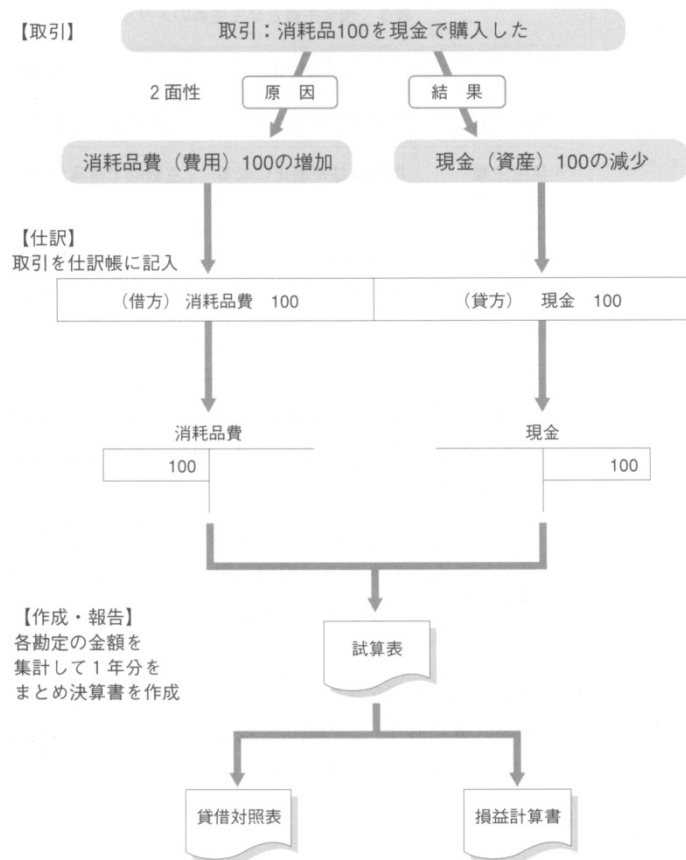 【取引】
取引：消耗品100を現金で購入した
2面性
原　因
結　果
消耗品費（費用）100の増加
現金（資産）100の減少
【仕訳】
取引を仕訳帳に記入
（借方）消耗品費　100
（貸方）　現金　100
消耗品費
現金
100
100
【作成・報告】
各勘定の金額を
集計して1年分を
まとめ決算書を作成
試算表
貸借対照表
損益計算書